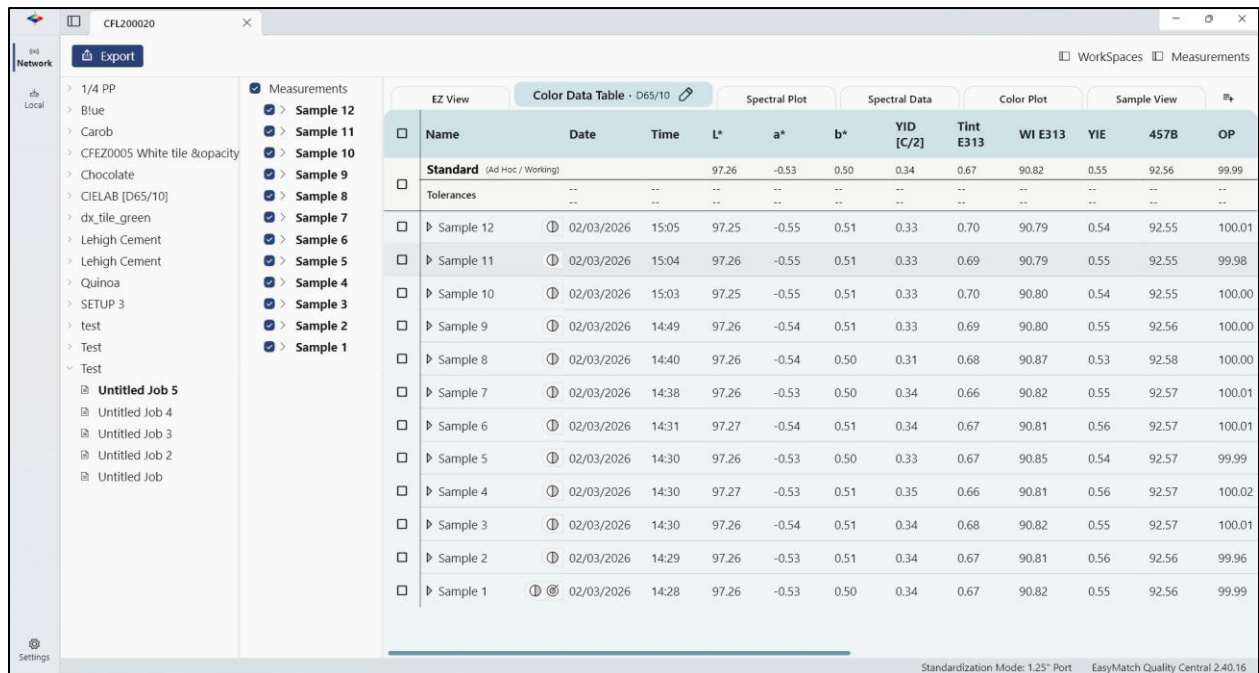 CFL200020
Network
Local
Settings
Export
WorkSpaces Measurements
1/4 PP
B!ue
Carob
CFEZ0005 White tile &opacity
Chocolate
CIELAB [D65/10]
dx_tile_green
Lehigh Cement
Lehigh Cement
Quinoa
SETUP 3
test
Test
Test
Untitled Job 5
Untitled Job 4
Untitled Job 3
Untitled Job 2
Untitled Job
Measurements
Sample 12
Sample 11
Sample 10
Sample 9
Sample 8
Sample 7
Sample 6
Sample 5
Sample 4
Sample 3
Sample 2
Sample 1
EZ View Color Data Table • D65/10 Spectral Plot Spectral Data Color Plot Sample View
Name Date Time L* a* b* YID [C/2] Tint E313 WI E313 YIE 457B OP
Standard (Ad Hoc / Working) 97.26 -0.53 0.50 0.34 0.67 90.82 0.55 92.56 99.99
Tolerances -- -- -- -- -- -- -- -- -- --
-- -- -- -- -- -- -- -- -- --
Sample 12 02/03/2026 15:05 97.25 -0.55 0.51 0.33 0.70 90.79 0.54 92.55 100.01
Sample 11 02/03/2026 15:04 97.26 -0.55 0.51 0.33 0.69 90.79 0.55 92.55 99.98
Sample 10 02/03/2026 15:03 97.25 -0.55 0.51 0.33 0.70 90.80 0.54 92.55 100.00
Sample 9 02/03/2026 14:49 97.26 -0.54 0.51 0.33 0.69 90.80 0.55 92.56 100.00
Sample 8 02/03/2026 14:40 97.26 -0.54 0.50 0.31 0.68 90.87 0.53 92.58 100.00
Sample 7 02/03/2026 14:38 97.26 -0.53 0.50 0.34 0.66 90.82 0.55 92.57 100.01
Sample 6 02/03/2026 14:31 97.27 -0.54 0.51 0.34 0.67 90.81 0.56 92.57 100.01
Sample 5 02/03/2026 14:30 97.26 -0.53 0.50 0.33 0.67 90.85 0.54 92.57 99.99
Sample 4 02/03/2026 14:30 97.27 -0.53 0.51 0.35 0.66 90.81 0.56 92.57 100.02
Sample 3 02/03/2026 14:30 97.26 -0.54 0.51 0.34 0.68 90.82 0.55 92.57 100.01
Sample 2 02/03/2026 14:29 97.26 -0.53 0.51 0.34 0.67 90.81 0.56 92.56 99.96
Sample 1 02/03/2026 14:28 97.26 -0.53 0.50 0.34 0.67 90.82 0.55 92.56 99.99
Standardization Mode: 1.25" Port EasyMatch Quality Central 2.40.16